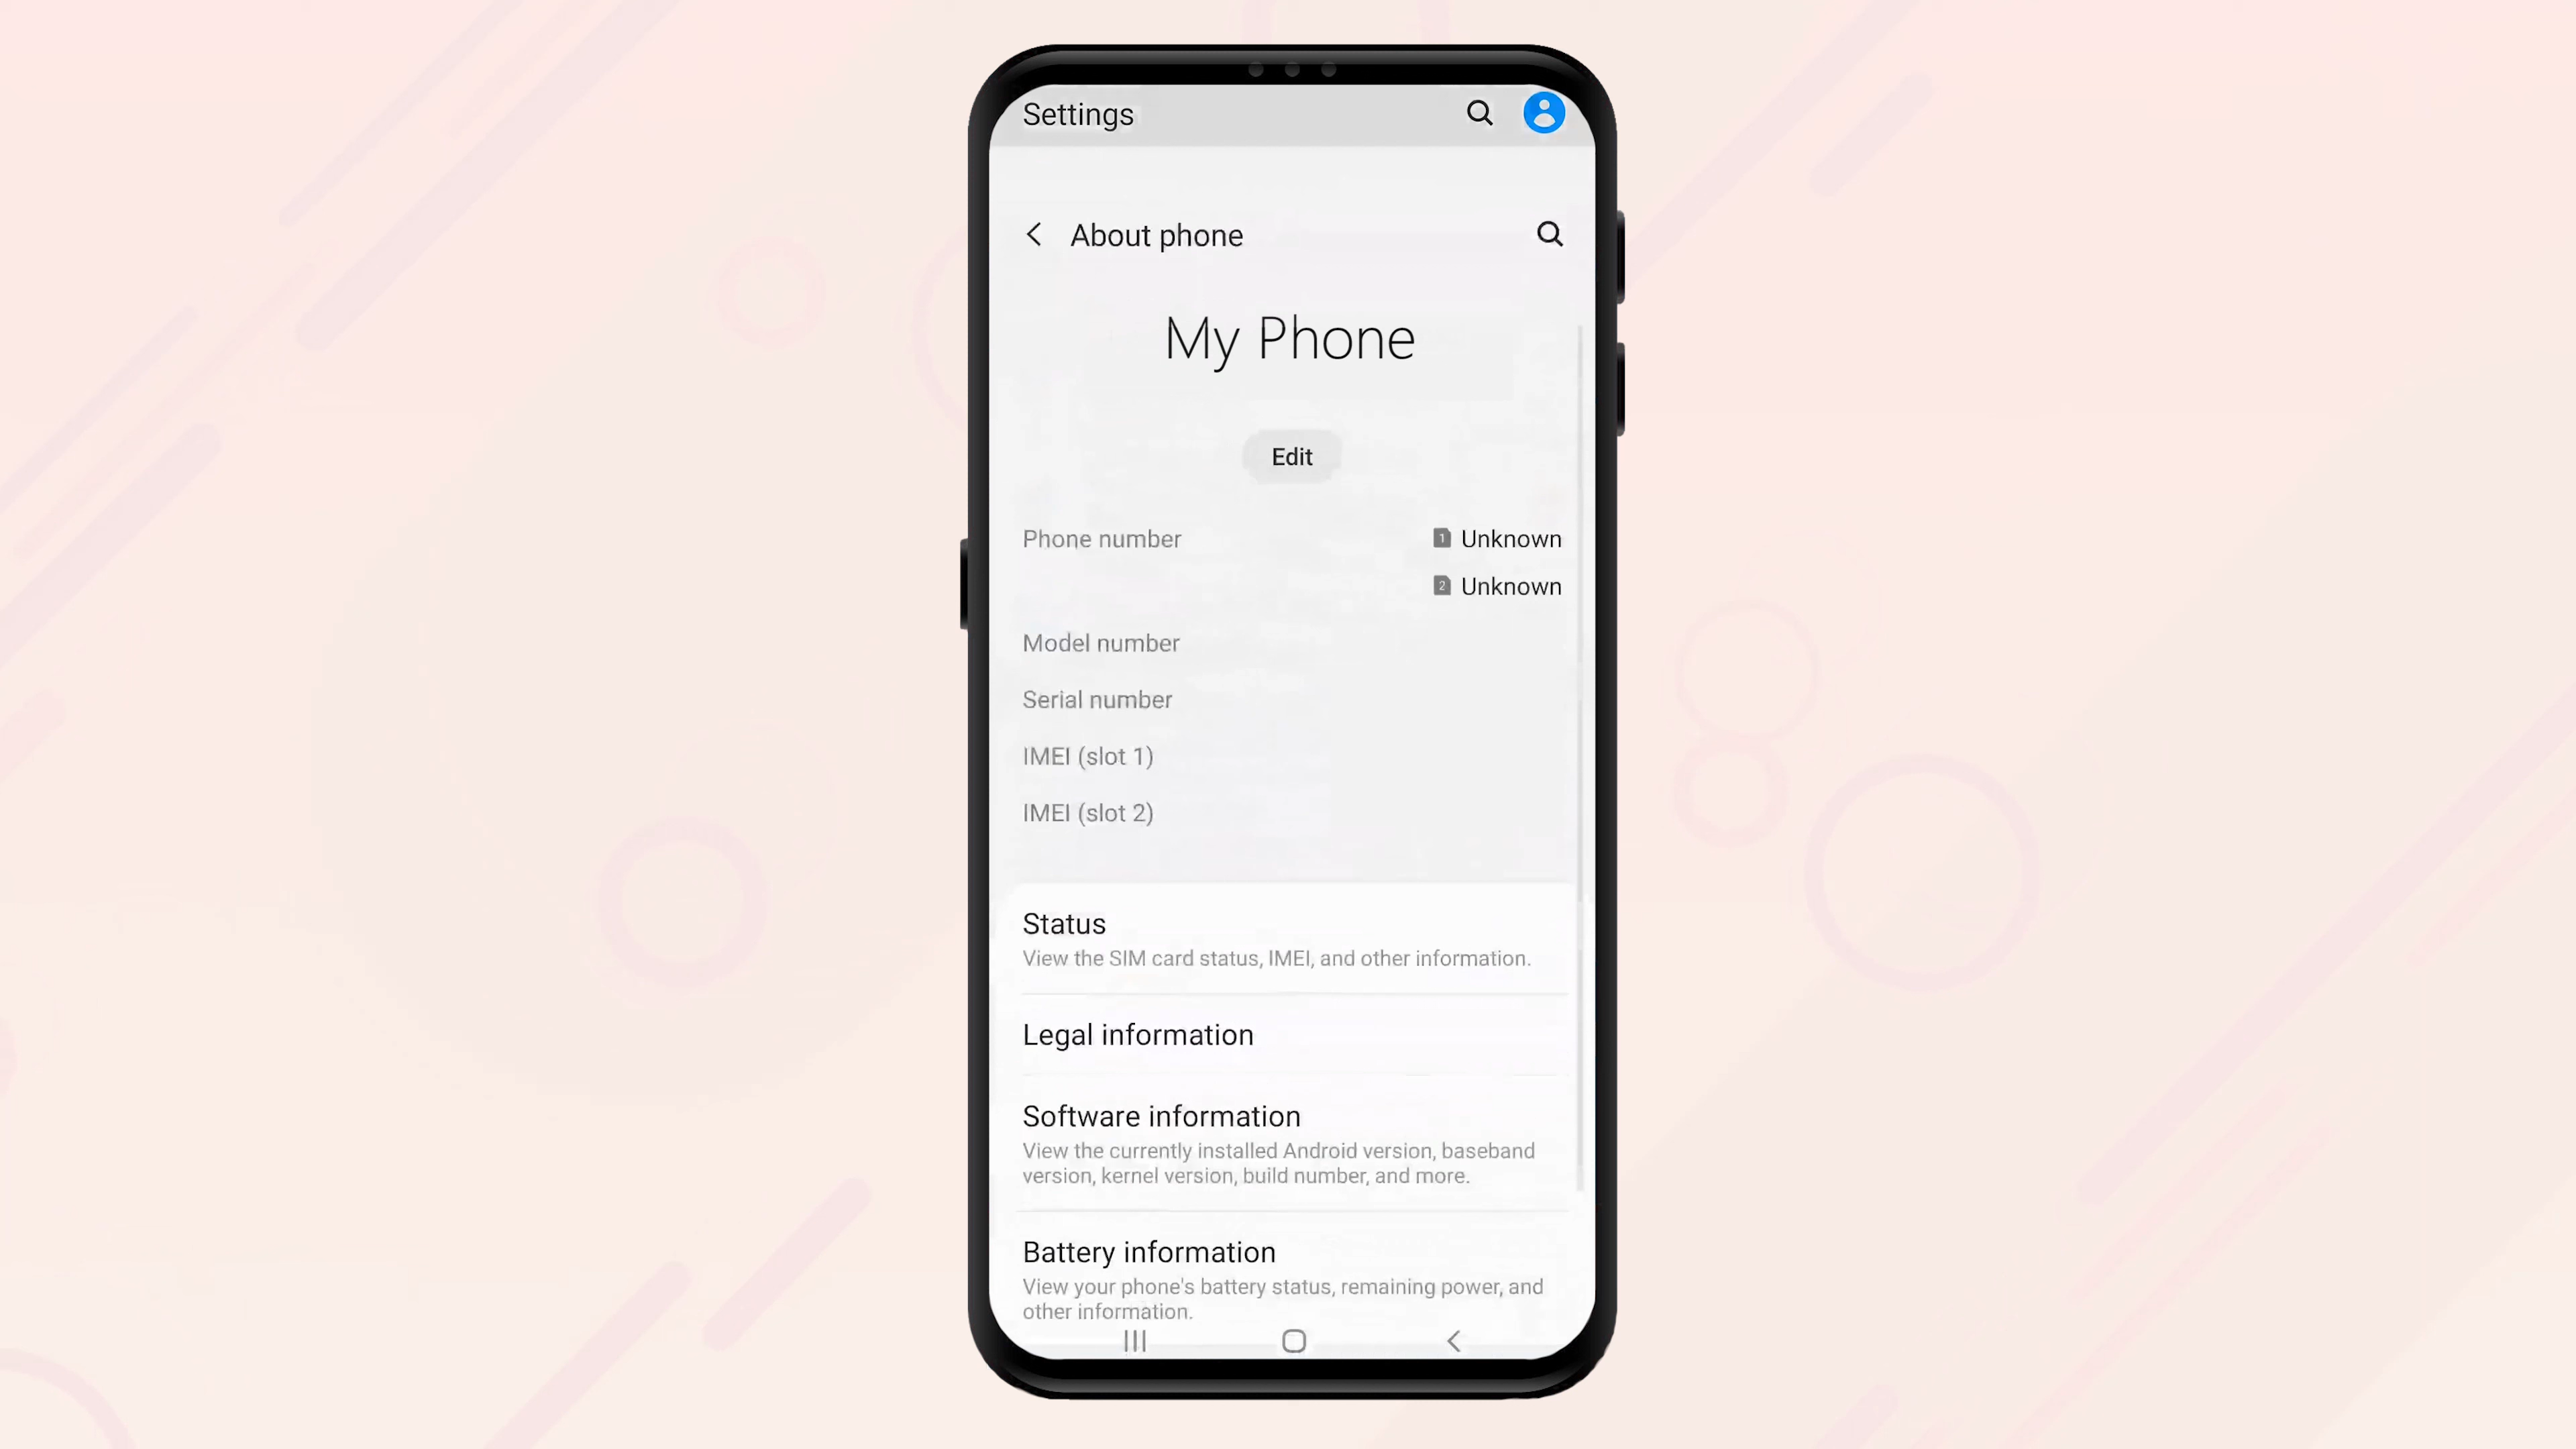 Settings
About phone
My Phone
Edit
Phone number
1 Unknown
2 Unknown
Model number
Serial number
IMEI (slot 1)
IMEI (slot 2)
Status
View the SIM card status, IMEI, and other information.
Legal information
Software information
View the currently installed Android version, baseband
version, kernel version, build number, and more.
Battery information
View your phone's battery status, remaining power, and
other information.